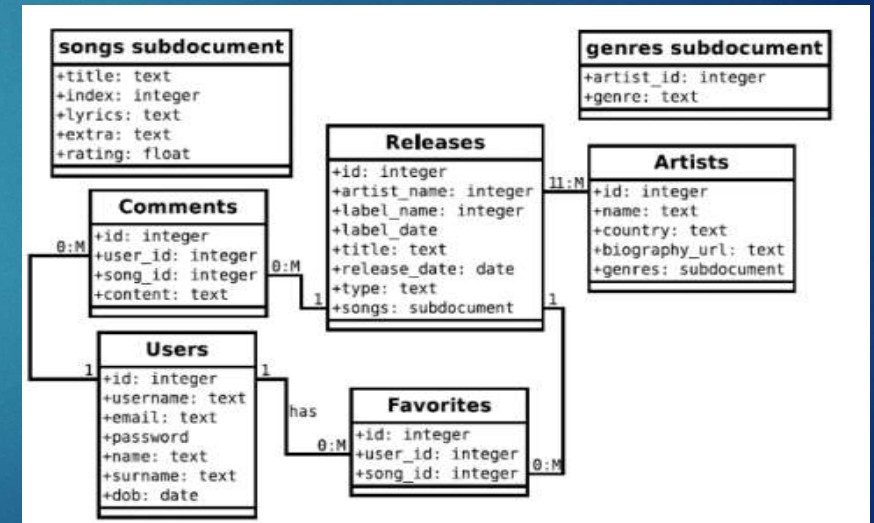 songs subdocument
+title: text
+index: integer
+lyrics: text
+extra: text
+rating: float
genres subdocument
+artist_id: integer
+genre: text
Releases
+id: integer
+artist_name: integer
+label_name: integer
+label_date
+title: text
+release_date: date
+type: text
+songs: subdocument
11:M
Artists
+id: integer
+name: text
+country: text
+biography_url: text
+genres: subdocument
Comments
+id: integer
+user_id: integer
+song_id: integer
+content: text
0:M
0:M
1
1
Users
+id: integer
+username: text
+email: text
+password
+name: text
+surname: text
+dob: date
1
1
has
0:M
Favorites
+id: integer
+user_id: integer
+song_id: integer
0:M